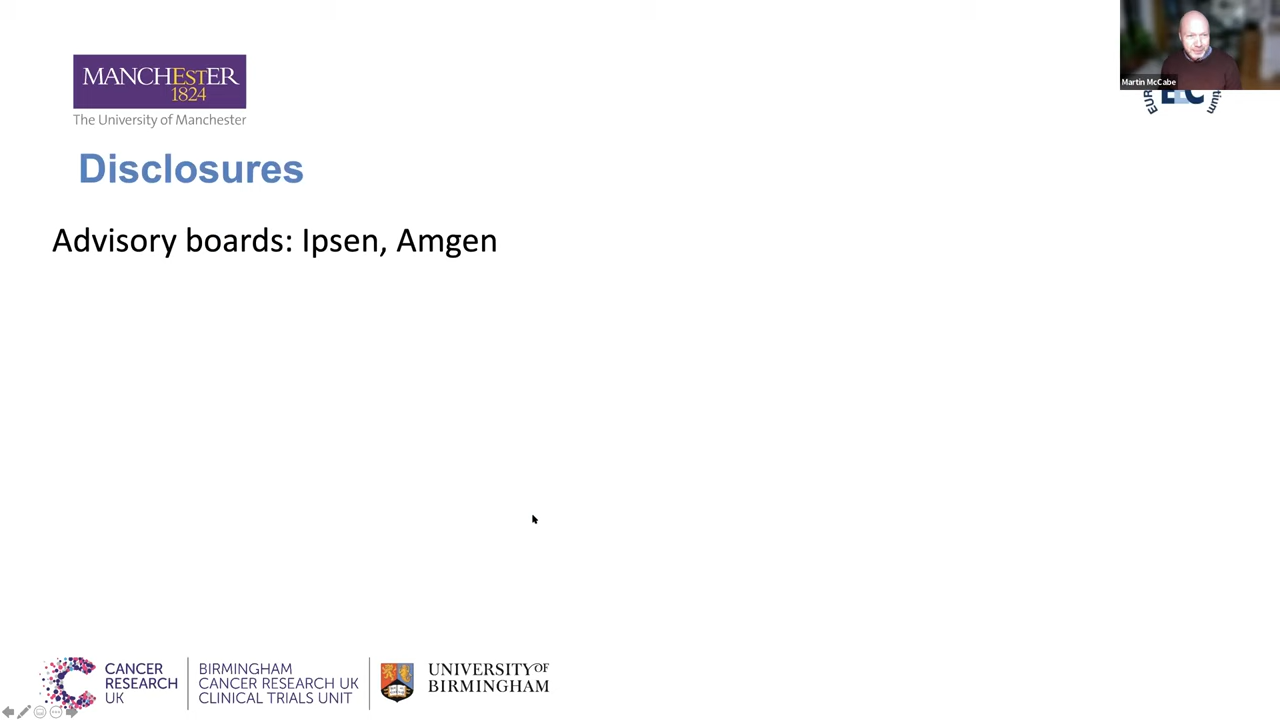 MANCHESTER
1824
The University of Manchester
Martin McCabe
EEC
Disclosures
Advisory boards: Ipsen, Amgen
CANCER
RESEARCH
UK
BIRMINGHAM
CANCER RESEARCH UK
CLINICAL TRIALS UNIT
UNIVERSITY OF
BIRMINGHAM